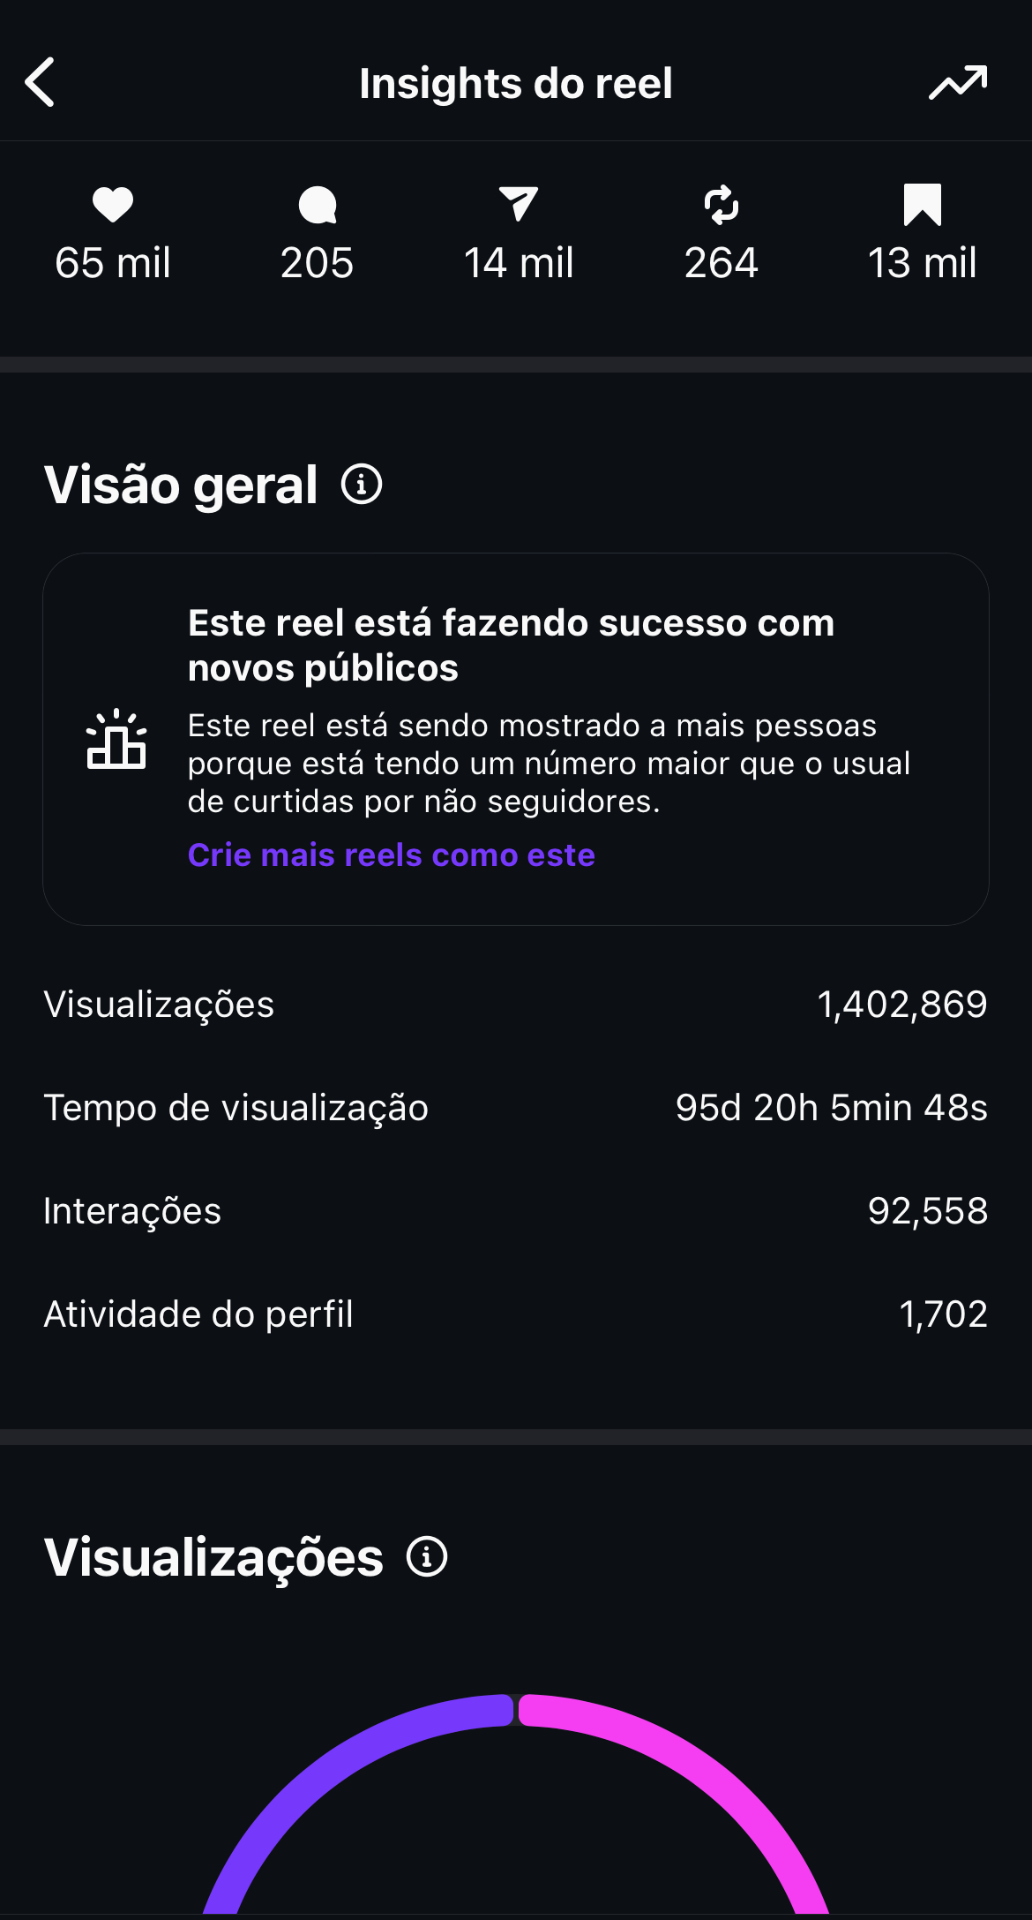 Insights do reel
65 mil 205 14 mil 264 13 mil
Visão geral
Este reel está fazendo sucesso com
novos públicos
Este reel está sendo mostrado a mais pessoas
porque está tendo um número maior que o usual
de curtidas por não seguidores.
Crie mais reels como este
Visualizações 1,402,869
Tempo de visualização 95d 20h 5min 48s
Interações 92,558
Atividade do perfil 1,702
Visualizações